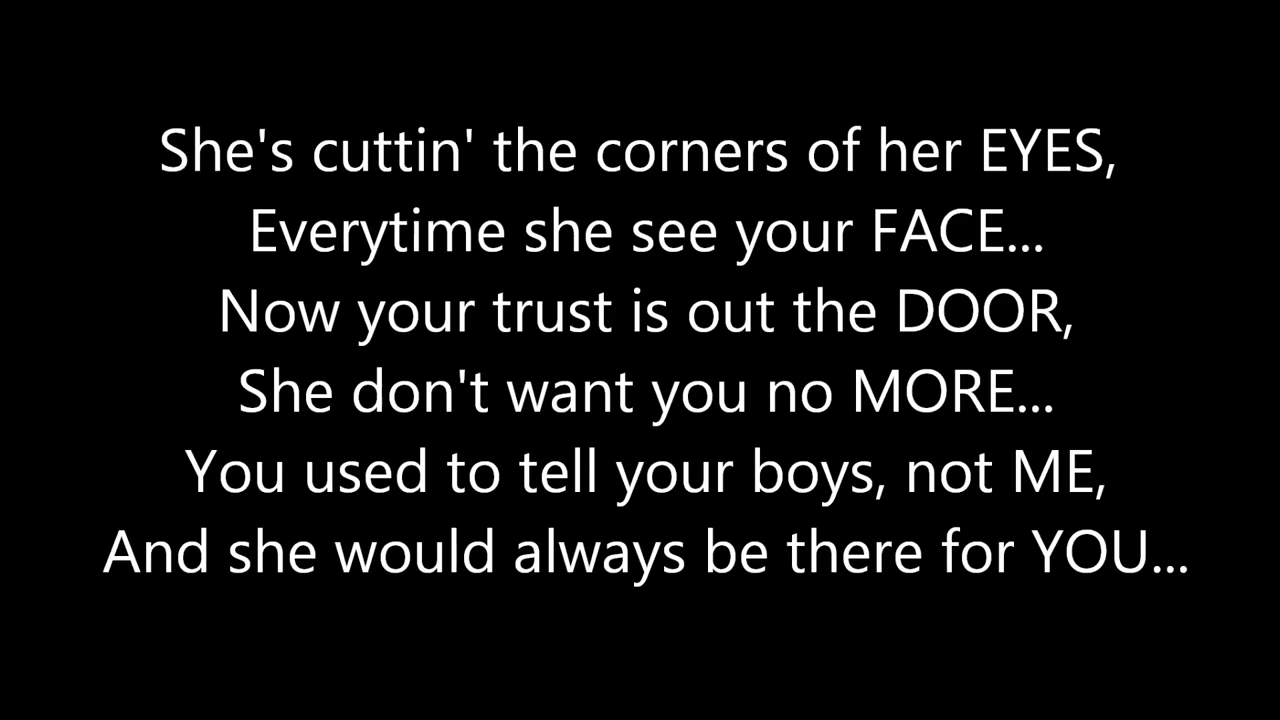 She's cuttin' the corners of her EYES,
Everytime she see your FACE...
Now your trust is out the DOOR,
She don't want you no MORE...
You used to tell your boys, not ME,
And she would always be there for YOU...